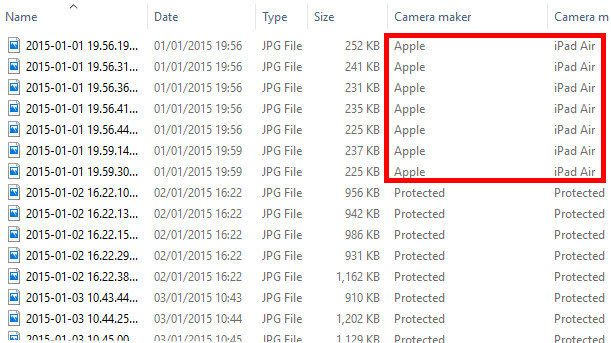 Name Date Type Size Camera maker Camera m
2015-01-01 19.56.19... 01/01/2015 19:56 JPG File 252 KB Apple iPad Air
2015-01-01 19.56.31... 01/01/2015 19:56 JPG File 241 KB Apple iPad Air
2015-01-01 19.56.36... 01/01/2015 19:56 JPG File 231 KB Apple iPad Air
2015-01-01 19.56.41... 01/01/2015 19:56 JPG File 235 KB Apple iPad Air
2015-01-01 19.56.44... 01/01/2015 19:56 JPG File 225 KB Apple iPad Air
2015-01-01 19.59.14... 01/01/2015 19:59 JPG File 237 KB Apple iPad Air
2015-01-01 19.59.30... 01/01/2015 19:59 JPG File 225 KB Apple iPad Air
2015-01-02 16.22.10... 02/01/2015 16:22 JPG File 956 KB Protected Protected
2015-01-02 16.22.13... 02/01/2015 16:22 JPG File 942 KB Protected Protected
2015-01-02 16.22.15... 02/01/2015 16:22 JPG File 986 KB Protected Protected
2015-01-02 16.22.29... 02/01/2015 16:22 JPG File 931 KB Protected Protected
2015-01-02 16.22.38... 02/01/2015 16:22 JPG File 1,162 KB Protected Protected
2015-01-03 10.43.44... 03/01/2015 10:43 JPG File 910 KB Protected Protected
2015-01-03 10.44.25... 03/01/2015 10:44 JPG File 1,202 KB Protected Protected
2015-01-03 10.45.00... 03/01/2015 10:45 JPG File 1,129 KB Protected Protected